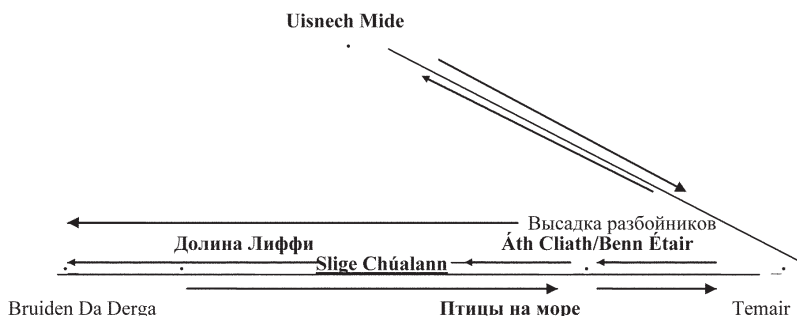 Uisnech Mide
Высадка разбойников
Долина Лиффи Áth Cliath/Benn Étair
Slige Chúalann
Bruiden Da Derga Птицы на море Temair